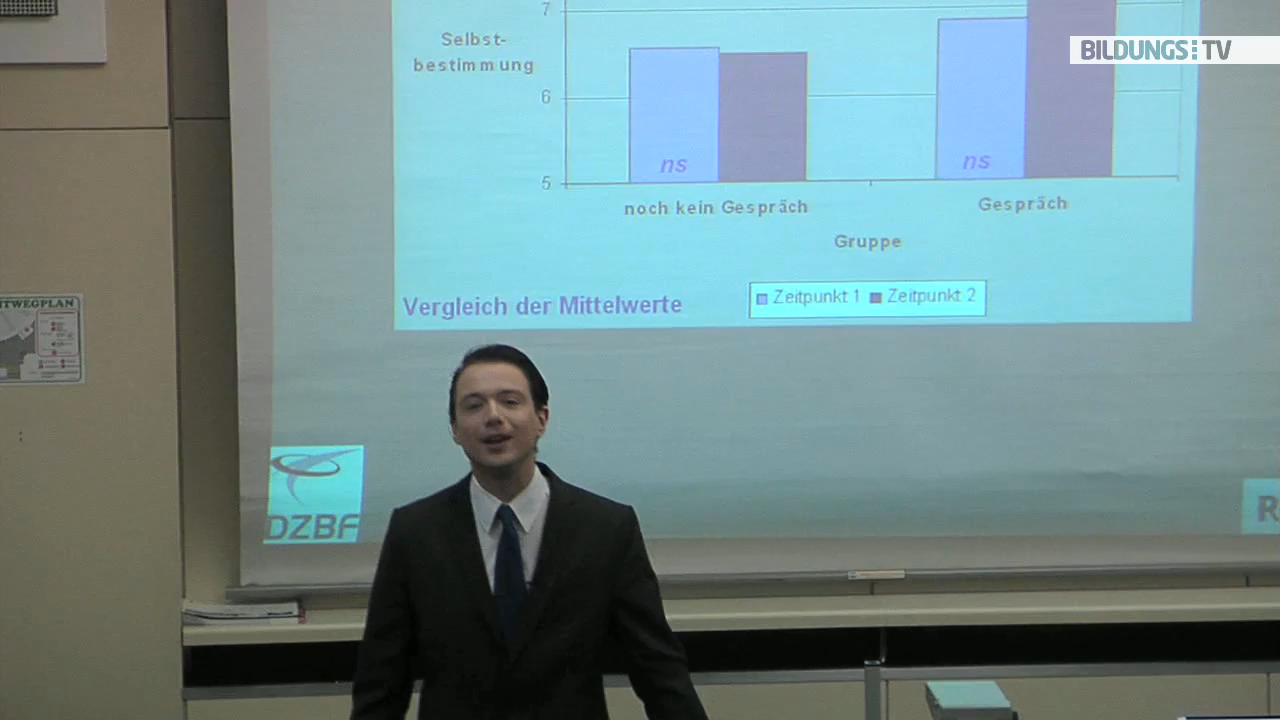 7
BILDUNGS TV
Selbst-
bestimmung
6
ns
ns
5
noch kein Gespräch
Gespräch
Gruppe
Vergleich der Mittelwerte
Zeitpunkt 1 Zeitpunkt 2
TWEGPLAN
DZBF
R